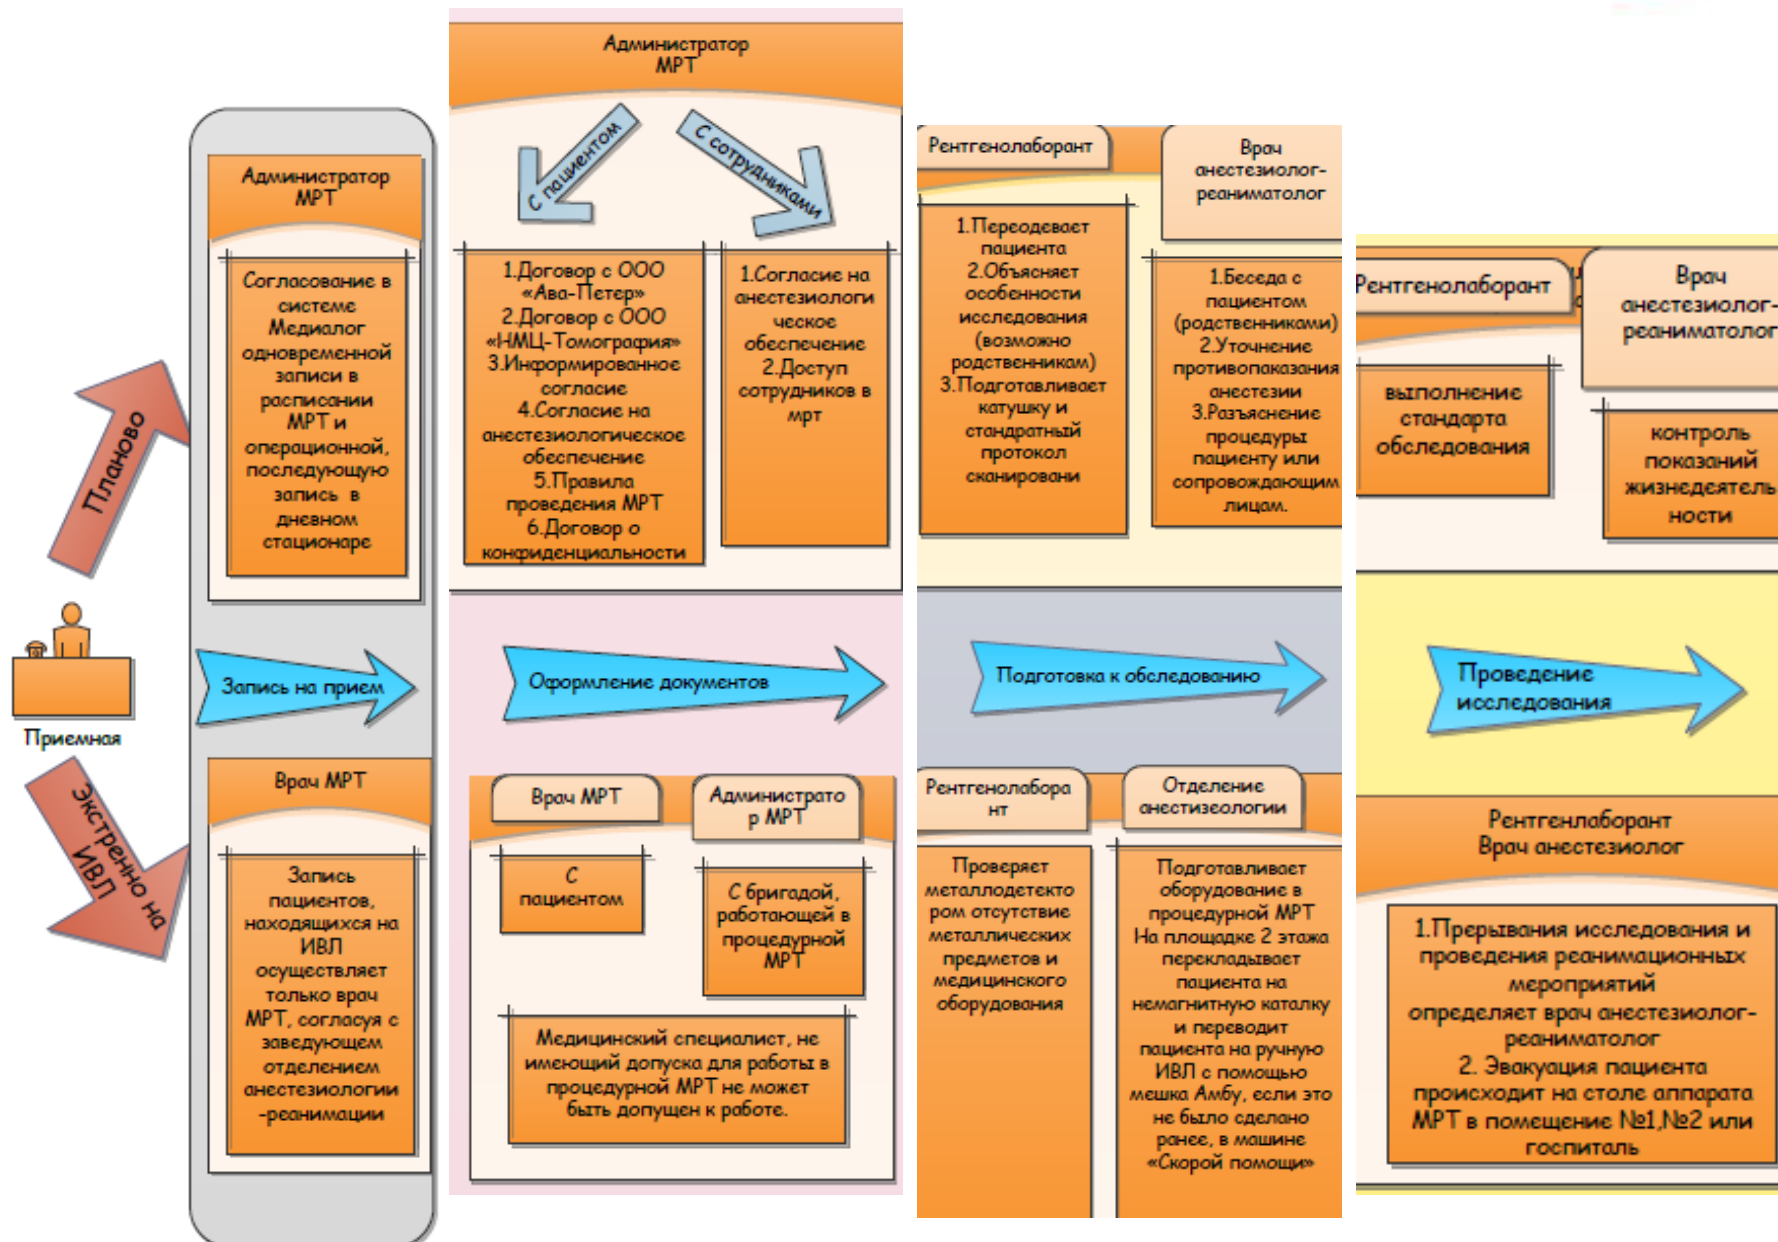 Администратор
МРТ
Согласование в
системе
Медиалог
одновременной
записи в
расписании
МРТ и
операционной,
последующую
запись в
дневном
стационаре
Планово
Приемная
Экстренно на
ИВЛ
Запись на прием
Врач МРТ
Запись
пациентов,
находящихся на
ИВЛ
осуществляет
только врач
МРТ, согласуя с
заведующем
отделением
анестезиологии
-реанимации
Администратор
МРТ
С пациентом
С сотрудниками
1.Договор с ООО
«Ава-Петер»
2.Договор с ООО
«НМЦ-Томография»
3.Информированное
согласие
4.Согласие на
анестезиологическое
обеспечение
5.Правила
проведения МРТ
6.Договор о
конфиденциальности
1.Согласие на
анестезиологи
ческое
обеспечение
2.Доступ
сотрудников в
мрт
Оформление документов
Врач МРТ
Администрато
р МРТ
С
пациентом
С бригадой,
работающей в
процедурной
МРТ
Медицинский специалист, не
имеющий допуска для работы в
процедурной МРТ не может
быть допущен к работе.
Рентгенолаборант
Врач
анестезиолог-
реаниматолог
1.Переодевает
пациента
2.Объясняет
особенности
исследования
(возможно
родственникам)
3.Подготавливает
катушку и
стандратный
протокол
сканировани
1.Беседа с
пациентом
(родственниками)
2.Уточнение
противопаказания
анестезии
3.Разъяснение
процедуры
пациенту или
сопровождающим
лицам.
Подготовка к обследованию
Рентгенолабора
нт
Отделение
анестизеологии
Проверяет
металлодетекто
ром отсутствие
металлических
предметов и
медицинского
оборудования
Подготавливает
оборудование в
процедурной МРТ
На площадке 2 этажа
перекладывает
пациента на
немагнитную каталку
и переводит
пациента на ручную
ИВЛ с помощью
мешка Амбу, если это
не было сделано
ранее, в машине
«Скорой помощи»
Рентгенолаборант
Врач
анестезиолог-
реаниматолог
выполнение
стандарта
обследования
контроль
показаний
жизнедеятель
ности
Проведение
исследования
Рентгенлаборант
Врач анестезиолог
1.Прерывания исследования и
проведения реанимационных
мероприятий
определяет врач анестезиолог-
реаниматолог
2. Эвакуация пациента
происходит на столе аппарата
МРТ в помещение №1,№2 или
госпиталь